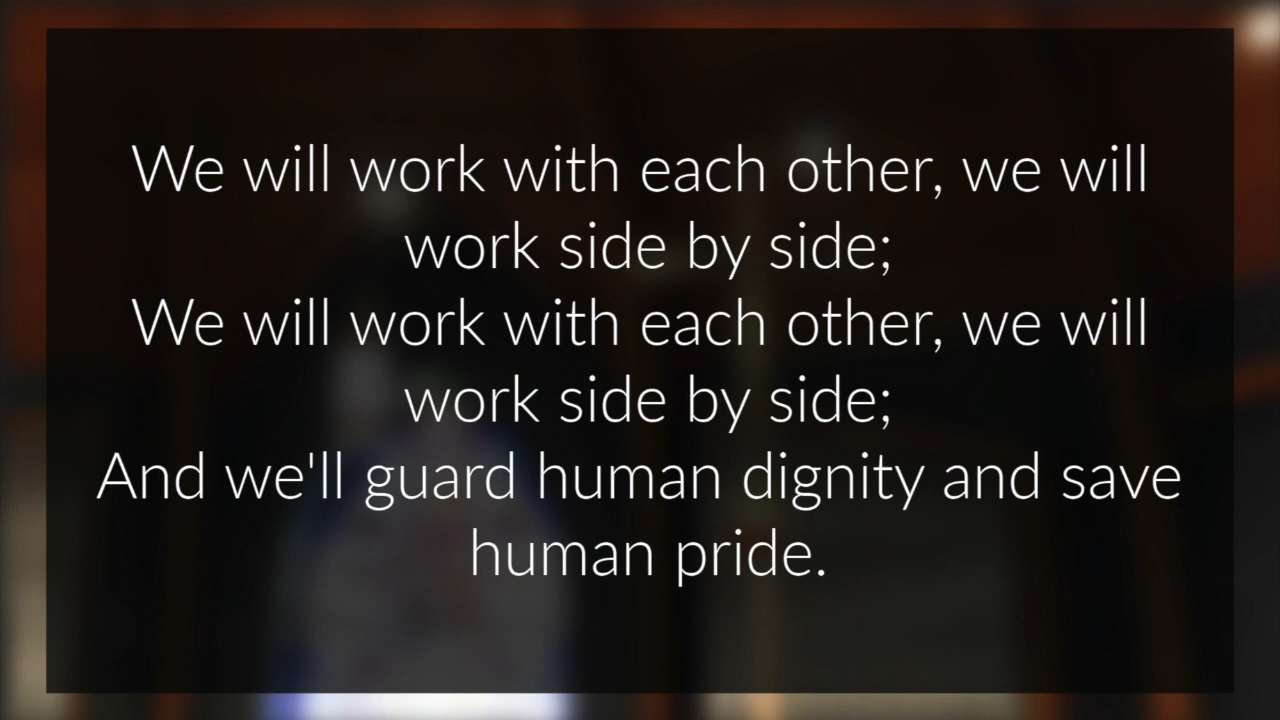 We will work with each other, we will
work side by side;
We will work with each other, we will
work side by side;
And we'll guard human dignity and save
human pride.